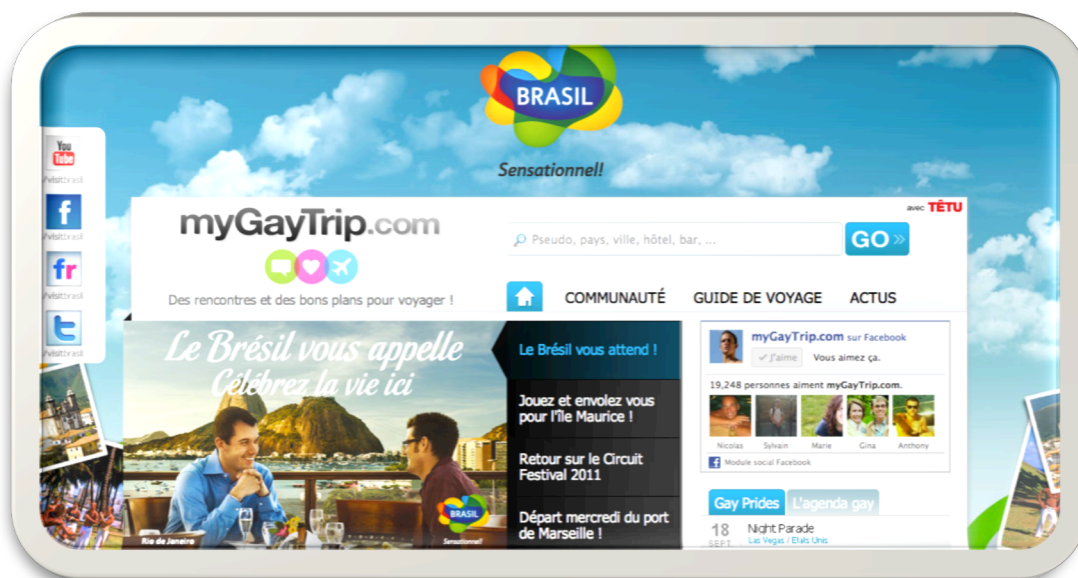 BRASIL
Sensationnel!
You
Tube
/visitbrasil
/visitbrasil
fr
/visitbrasil
/visitbrasil
avec TÊTU
myGayTrip.com
Pseudo, pays, ville, hôtel, bar, ...
GO »
Des rencontres et des bons plans pour voyager !
COMMUNAUTÉ
GUIDE DE VOYAGE
ACTUS
Le Brésil vous appelle
Célébrez la vie ici
Rio de Janeiro
BRASIL
Sensationnel!
Le Brésil vous attend !
Jouez et envolez vous
pour l'île Maurice !
Retour sur le Circuit
Festival 2011
Départ mercredi du port
de Marseille !
myGayTrip.com sur Facebook
J'aime
Vous aimez ça.
19,248 personnes aiment myGayTrip.com.
Nicolas Sylvain Marie Gina Anthony
Module social Facebook
Gay Prides
L'agenda gay
18
SEPT.
Night Parade
Las Vegas / Etats Unis